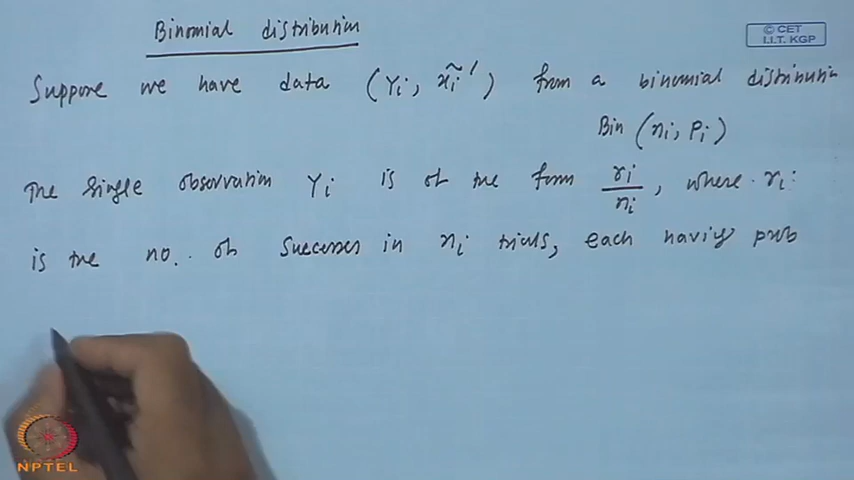 Binomial distribution
© CET
I.I.T. KGP
Suppose we have data (Yi, x̃i') from a binomial distribution
Bin (ni, Pi)
The Single observation Yi is of the form ri/ni, where ri
is the no. of Successes in ni trials, each having prob
NPTEL